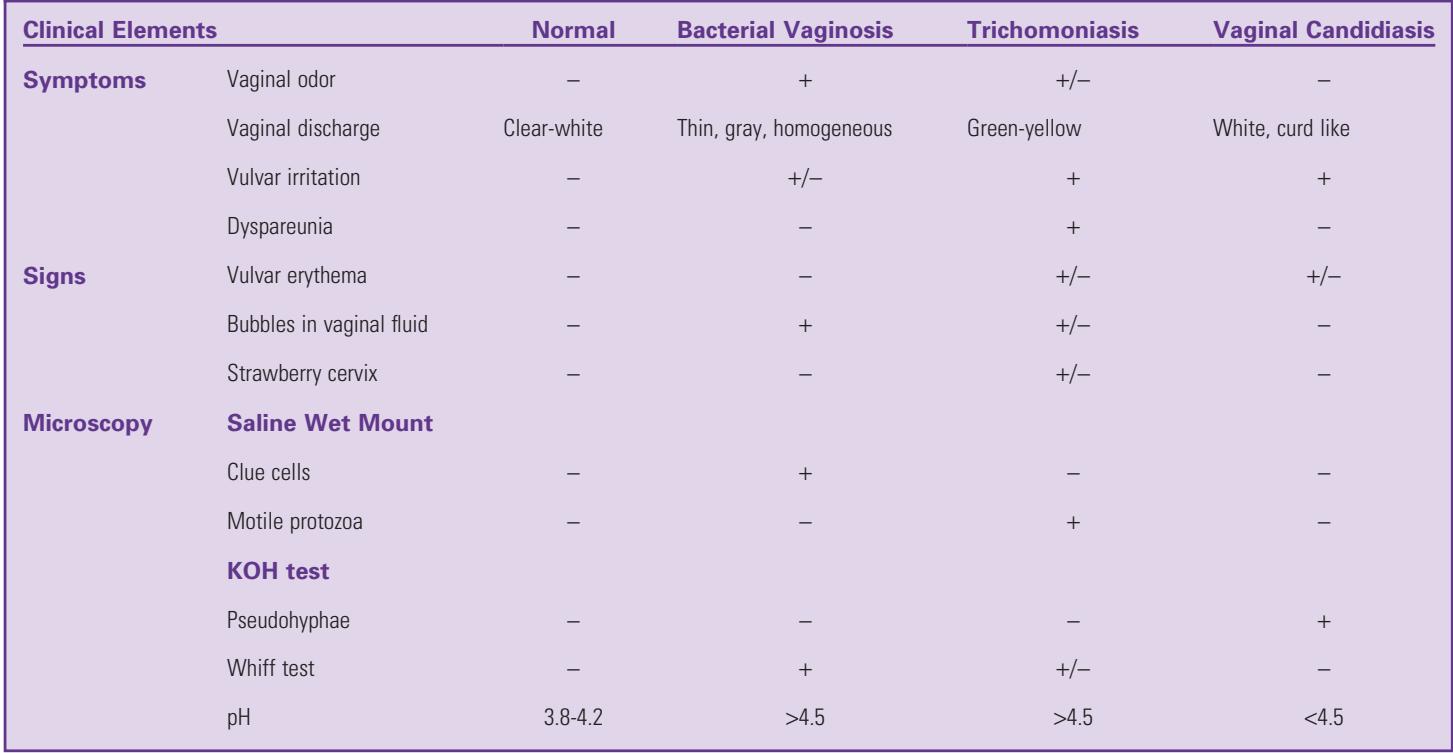 Clinical Elements Normal Bacterial Vaginosis Trichomoniasis Vaginal Candidiasis
Symptoms Vaginal odor – + +/– –
Vaginal discharge Clear-white Thin, gray, homogeneous Green-yellow White, curd like
Vulvar irritation – +/– + +
Dyspareunia – – + –
Signs Vulvar erythema – – +/– +/–
Bubbles in vaginal fluid – + +/– –
Strawberry cervix – – +/– –
Microscopy Saline Wet Mount
Clue cells – + – –
Motile protozoa – – + –
KOH test
Pseudohyphae – – – +
Whiff test – + +/– –
pH 3.8-4.2 >4.5 >4.5 <4.5